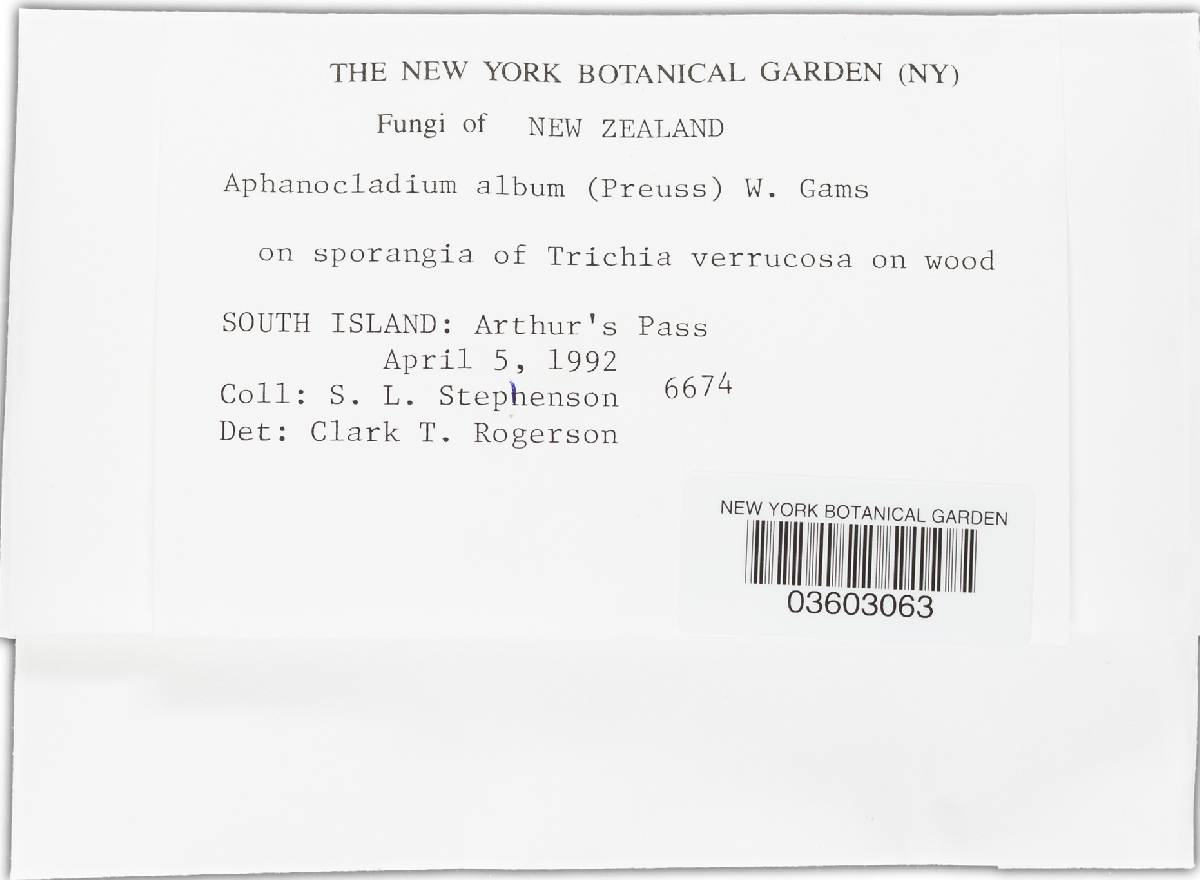 THE NEW YORK BOTANICAL GARDEN (NY)
Fungi of NEW ZEALAND
Aphanocladium album (Preuss) W. Gams
on sporangia of Trichia verrucosa on wood
SOUTH ISLAND: Arthur's Pass
April 5, 1992
Coll: S. L. Stephenson 6674
Det: Clark T. Rogerson
NEW YORK BOTANICAL GARDEN
03603063